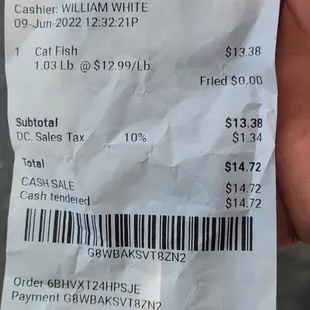 Cashier: WILLIAM WHITE
09-Jun-2022 12:32:21P
1 Cat Fish $13.38
1.03 Lb. @ $12.99/Lb.
Fried $0.00
Subtotal $13.38
DC. Sales Tax 10% $1.34
Total $14.72
CASH SALE $14.72
Cash tendered $14.72
G8WBAKSVT8ZN2
Order 6BHVXT24HPSJE
Payment G8WBAKSVT8ZN2